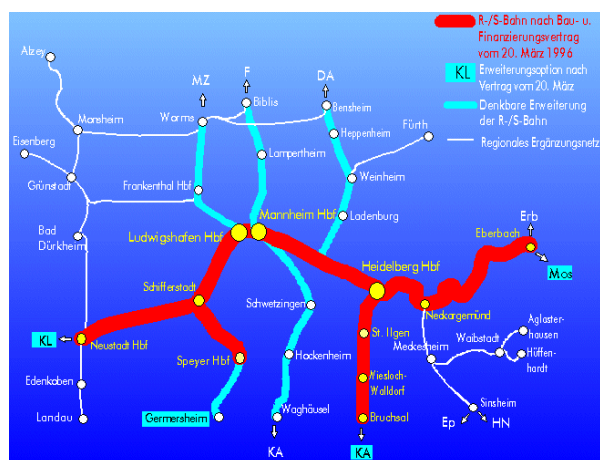 R-/S-Bahn nach Bau- u.
Finanzierungsvertrag
vom 20. März 1996
KL
Erweiterungsoption nach
Vertrag vom 20. März
Denkbare Erweiterung
der R-/S-Bahn
Regionales Ergänzungsnetz
Alzey
MZ
F
DA
Biblis
Worms
Bensheim
Monsheim
Heppenheim
Fürth
Eisenberg
Lampertheim
Grünstadt
Frankenthal Hbf
Weinheim
Mannheim Hbf
Ladenburg
Bad
Dürkheim
Ludwigshafen Hbf
Erb
Eberbach
Mos
Heidelberg Hbf
Schifferstadt
Schwetzingen
Neckargemünd
KL
Neustadt Hbf
Speyer Hbf
St. Ilgen
Meckesheim
Waibstadt
Aglaster-
hausen
Hüffen-
hardt
Hockenheim
Edenkoben
Wiesloch-
Walldorf
Sinsheim
Landau
Germersheim
Waghäusel
Bruchsal
Ep
HN
KA
KA